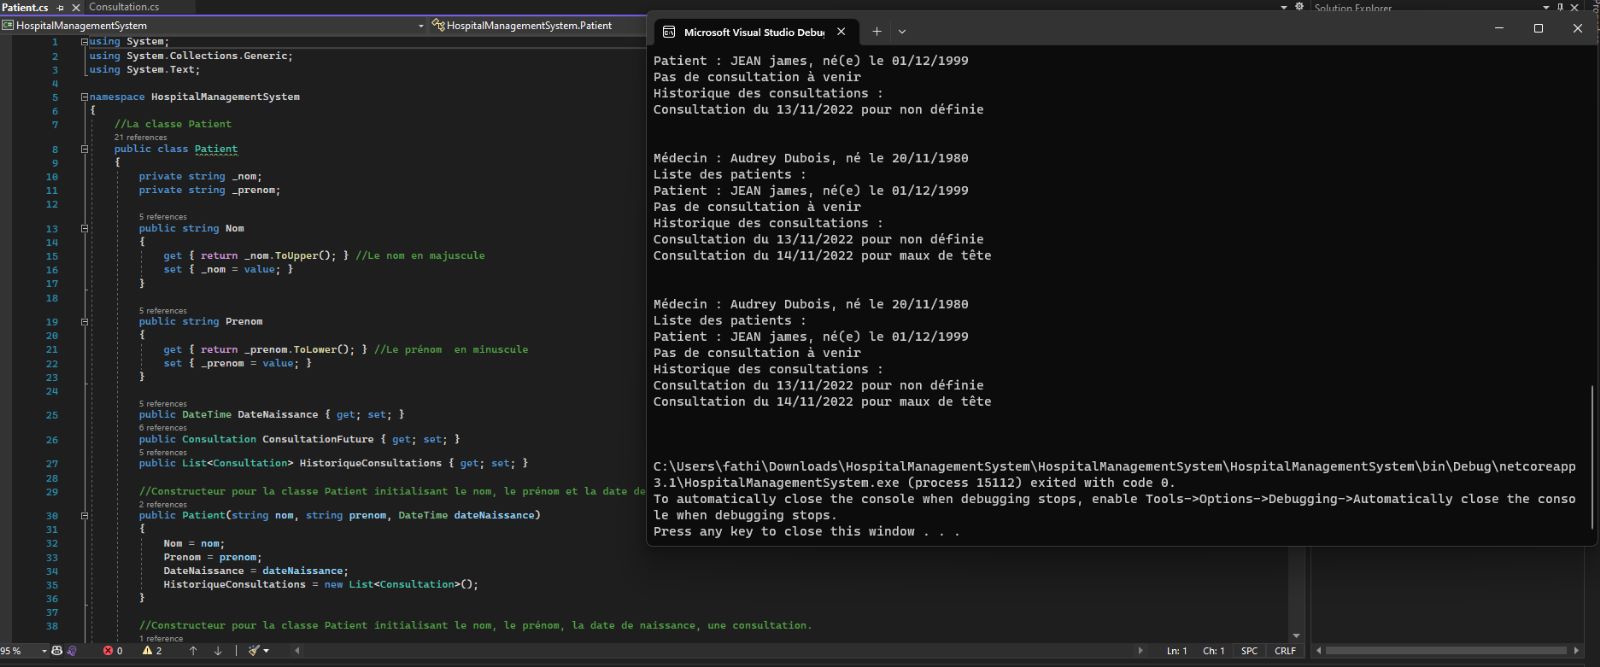 Patient.cs
Consultation.cs
Solution Explorer
HospitalManagementSystem
HospitalManagementSystem.Patient
1 using System;
2 using System.Collections.Generic;
3 using System.Text;
4
5 namespace HospitalManagementSystem
6 {
7 //La classe Patient
21 references
8 public class Patient
9 {
10 private string _nom;
11 private string _prenom;
12
5 references
13 public string Nom
14 {
15 get { return _nom.ToUpper(); } //Le nom en majuscule
16 set { _nom = value; }
17 }
18
5 references
19 public string Prenom
20 {
21 get { return _prenom.ToLower(); } //Le prénom  en minuscule
22 set { _prenom = value; }
23 }
24
5 references
25 public DateTime DateNaissance { get; set; }
6 references
26 public Consultation ConsultationFuture { get; set; }
5 references
27 public List<Consultation> HistoriqueConsultations { get; set; }
28
29 //Constructeur pour la classe Patient initialisant le nom, le prénom et la date de
2 references
30 public Patient(string nom, string prenom, DateTime dateNaissance)
31 {
32 Nom = nom;
33 Prenom = prenom;
34 DateNaissance = dateNaissance;
35 HistoriqueConsultations = new List<Consultation>();
36 }
37
38 //Constructeur pour la classe Patient initialisant le nom, le prénom, la date de naissance, une consultation.
1 reference
95 %
0
2
Ln: 1 Ch: 1 SPC CRLF
Microsoft Visual Studio Debu
Patient : JEAN james, né(e) le 01/12/1999
Pas de consultation à venir
Historique des consultations :
Consultation du 13/11/2022 pour non définie
Médecin : Audrey Dubois, né le 20/11/1980
Liste des patients :
Patient : JEAN james, né(e) le 01/12/1999
Pas de consultation à venir
Historique des consultations :
Consultation du 13/11/2022 pour non définie
Consultation du 14/11/2022 pour maux de tête
Médecin : Audrey Dubois, né le 20/11/1980
Liste des patients :
Patient : JEAN james, né(e) le 01/12/1999
Pas de consultation à venir
Historique des consultations :
Consultation du 13/11/2022 pour non définie
Consultation du 14/11/2022 pour maux de tête
C:\Users\fathi\Downloads\HospitalManagementSystem\HospitalManagementSystem\HospitalManagementSystem\bin\Debug\netcoreapp
3.1\HospitalManagementSystem.exe (process 15112) exited with code 0.
To automatically close the console when debugging stops, enable Tools->Options->Debugging->Automatically close the conso
le when debugging stops.
Press any key to close this window . . .